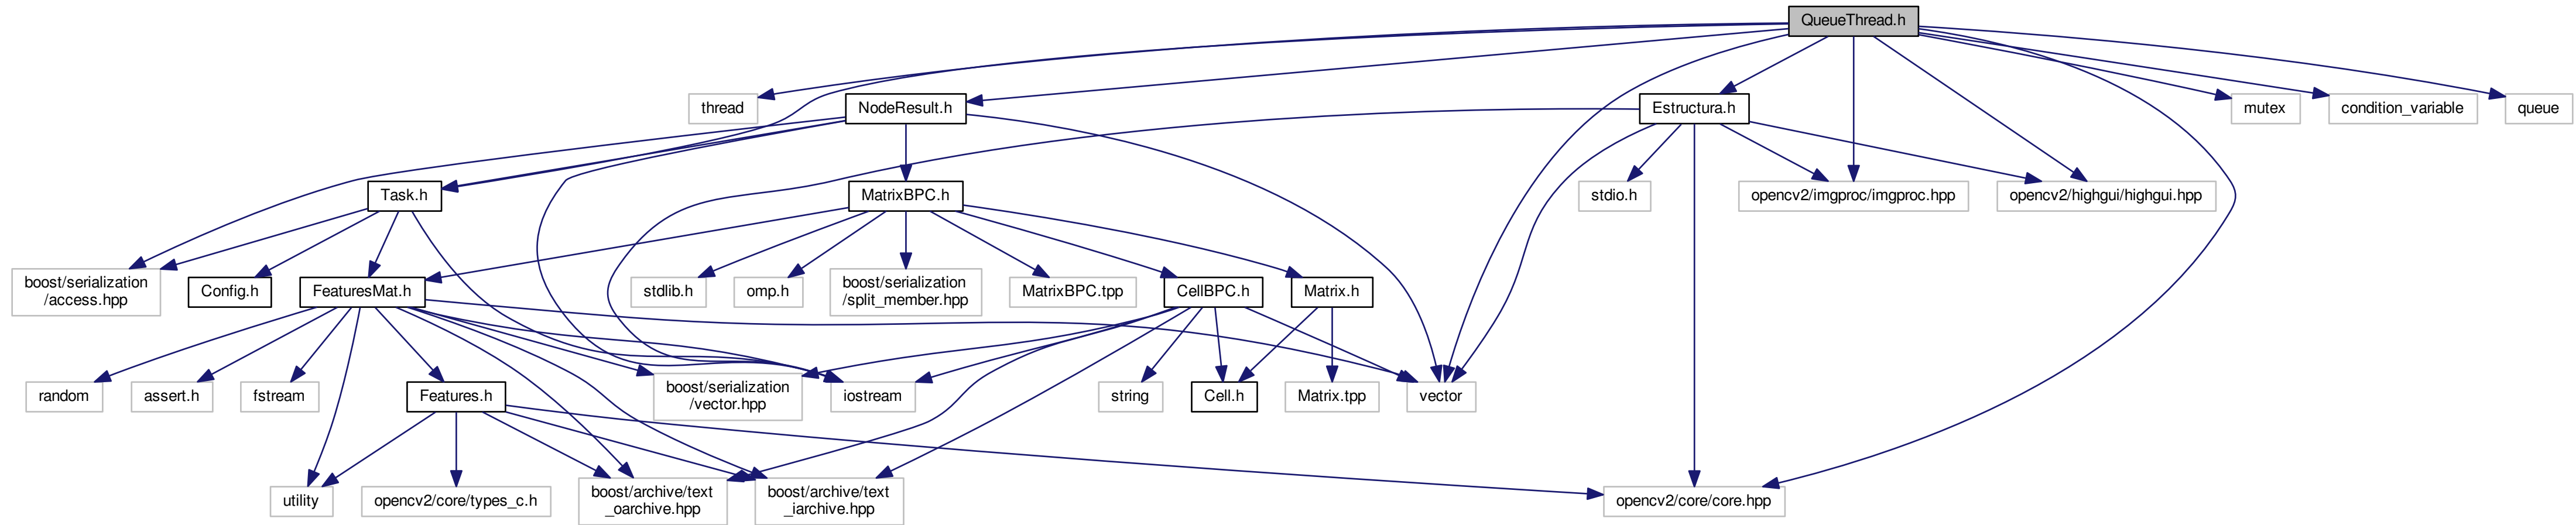 QueueThread.h
thread
NodeResult.h
Estructura.h
mutex
condition_variable
queue
Task.h
MatrixBPC.h
stdio.h
opencv2/imgproc/imgproc.hpp
opencv2/highgui/highgui.hpp
boost/serialization
/access.hpp
Config.h
FeaturesMat.h
stdlib.h
omp.h
boost/serialization
/split_member.hpp
MatrixBPC.tpp
CellBPC.h
Matrix.h
random
assert.h
fstream
Features.h
boost/serialization
/vector.hpp
iostream
string
Cell.h
Matrix.tpp
vector
utility
opencv2/core/types_c.h
boost/archive/text
_oarchive.hpp
boost/archive/text
_iarchive.hpp
opencv2/core/core.hpp